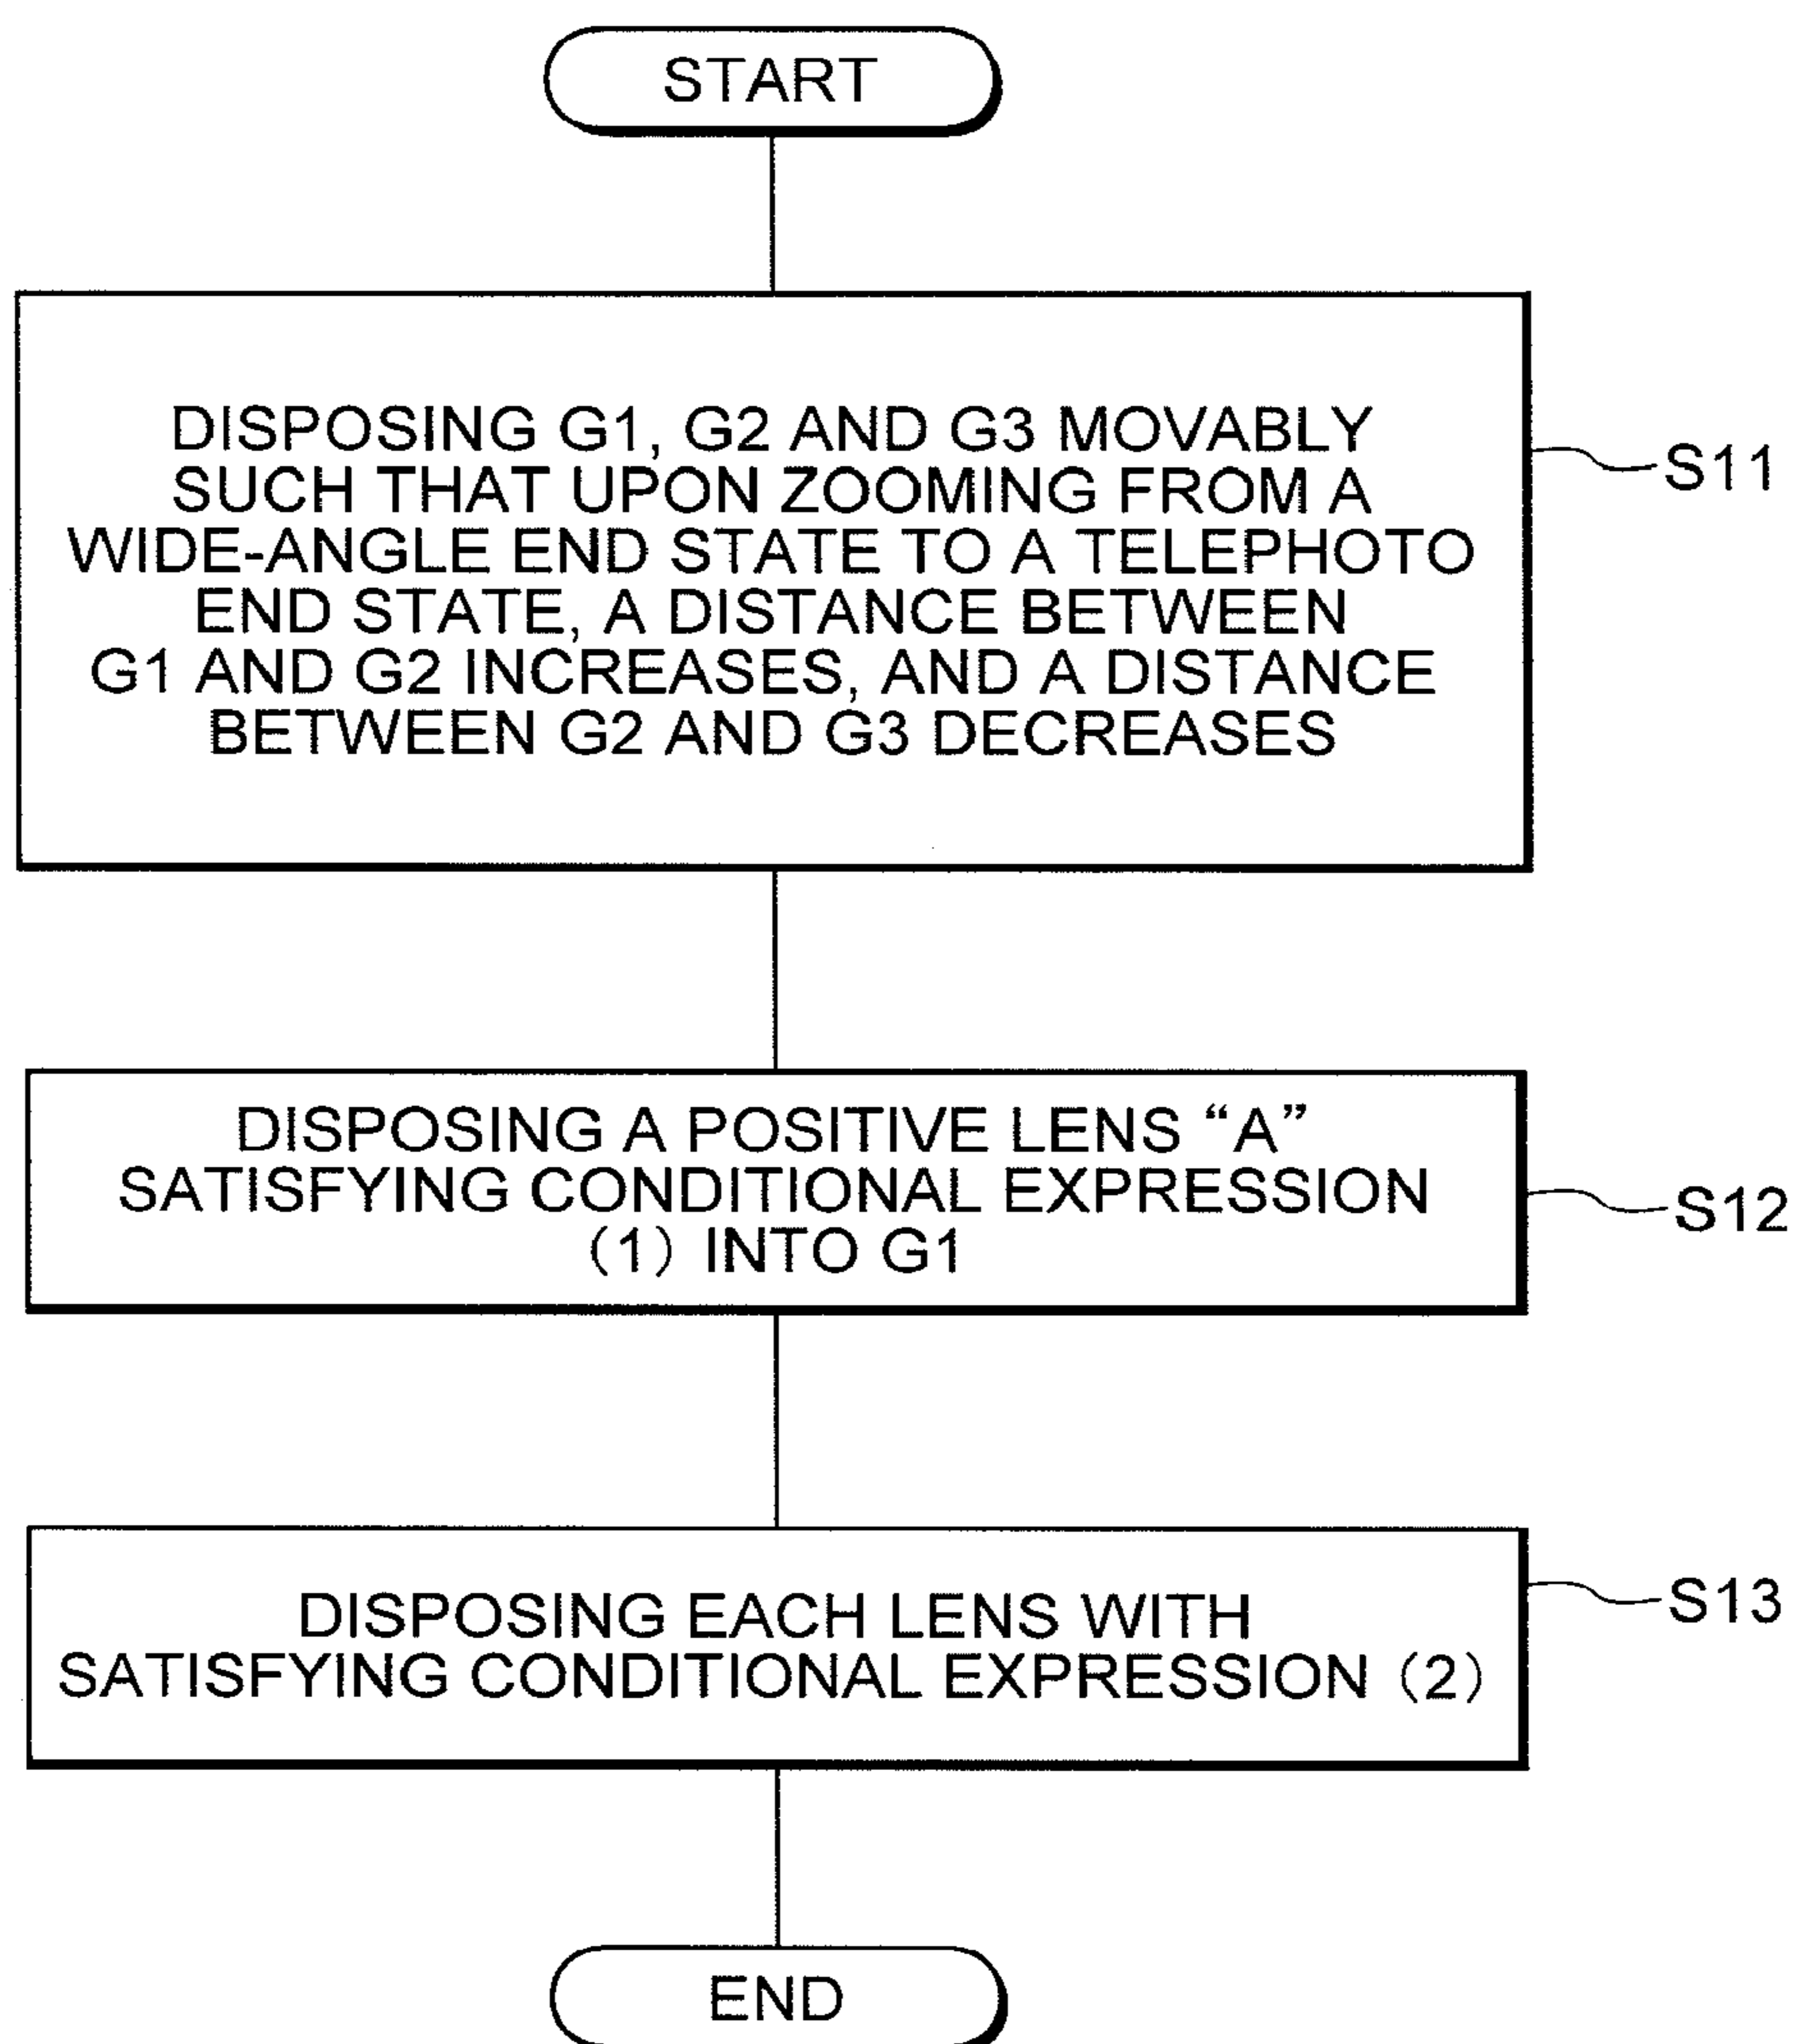 START
DISPOSING G1, G2 AND G3 MOVABLY
SUCH THAT UPON ZOOMING FROM A
WIDE-ANGLE END STATE TO A TELEPHOTO
END STATE, A DISTANCE BETWEEN
G1 AND G2 INCREASES, AND A DISTANCE
BETWEEN G2 AND G3 DECREASES
S11
DISPOSING A POSITIVE LENS “A”
SATISFYING CONDITIONAL EXPRESSION
(1) INTO G1
S12
DISPOSING EACH LENS WITH
SATISFYING CONDITIONAL EXPRESSION (2)
S13
END